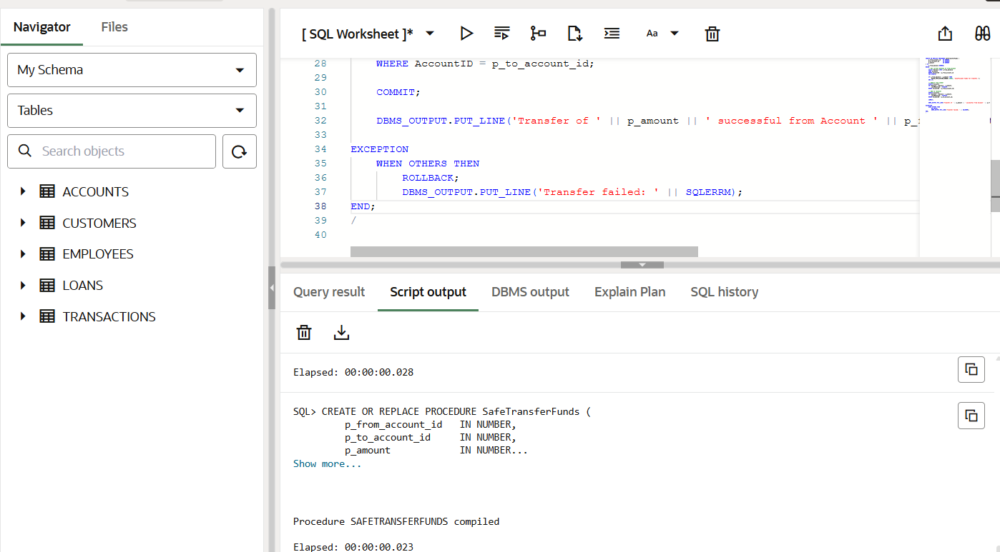 Navigator Files
My Schema
Tables
Search objects
ACCOUNTS
CUSTOMERS
EMPLOYEES
LOANS
TRANSACTIONS
[ SQL Worksheet ]* Aa
28 WHERE AccountID = p_to_account_id;
29
30 COMMIT;
31
32 DBMS_OUTPUT.PUT_LINE('Transfer of ' || p_amount || ' successful from Account ' || p_
33
34 EXCEPTION
35 WHEN OTHERS THEN
36 ROLLBACK;
37 DBMS_OUTPUT.PUT_LINE('Transfer failed: ' || SQLERRM);
38 END;
39 /
40
Query result Script output DBMS output Explain Plan SQL history
Elapsed: 00:00:00.028
SQL> CREATE OR REPLACE PROCEDURE SafeTransferFunds (
p_from_account_id IN NUMBER,
p_to_account_id IN NUMBER,
p_amount IN NUMBER...
Show more...
Procedure SAFETRANSFERFUNDS compiled
Elapsed: 00:00:00.023